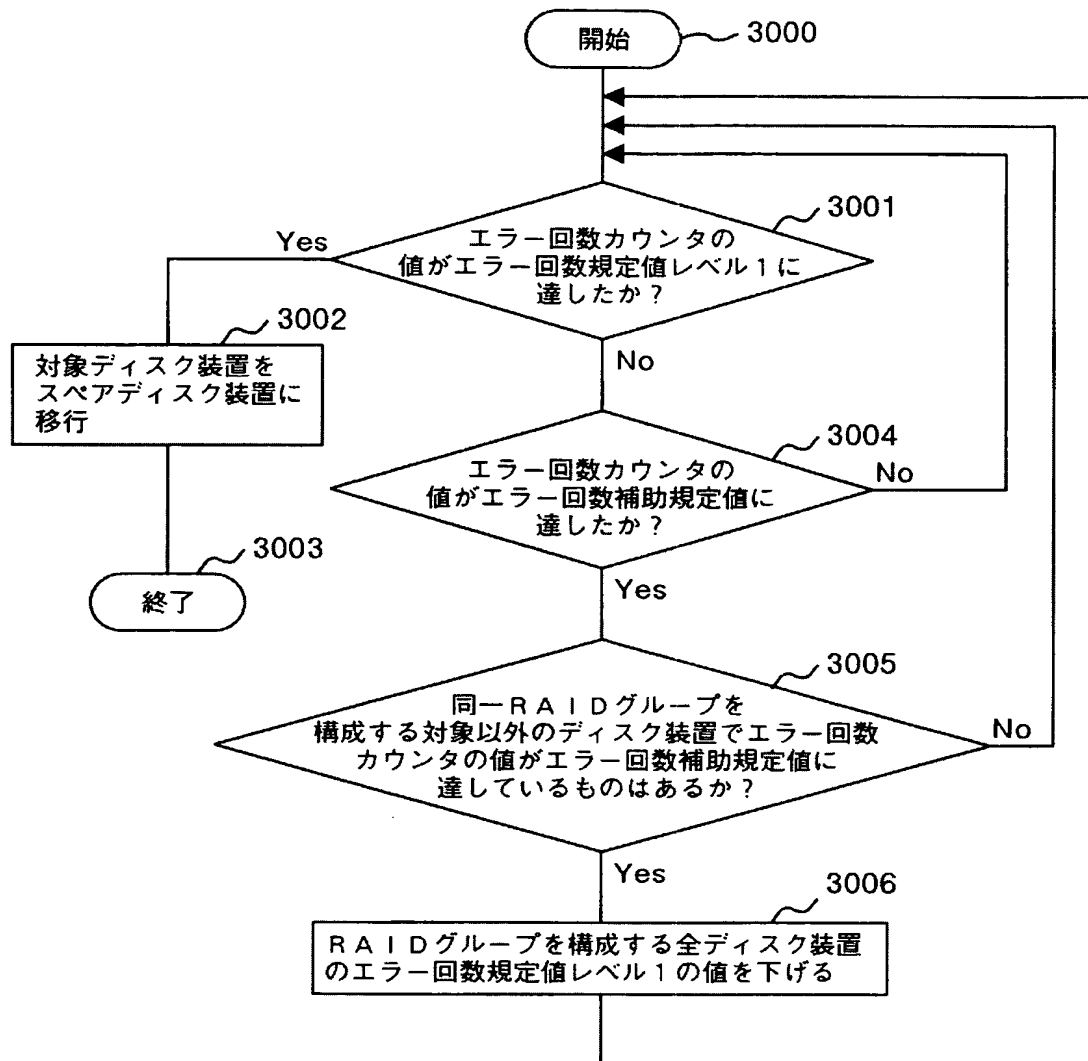 開始
3000
3001
エラー回数カウンタの
値がエラー回数規定値レベル1に
達したか?
Yes
No
3002
対象ディスク装置を
スペアディスク装置に
移行
3003
終了
3004
エラー回数カウンタの
値がエラー回数補助規定値に
達したか?
No
Yes
3005
同一RAIDグループを
構成する対象以外のディスク装置でエラー回数
カウンタの値がエラー回数補助規定値に
達しているものはあるか?
No
Yes
3006
RAIDグループを構成する全ディスク装置
のエラー回数規定値レベル1の値を下げる